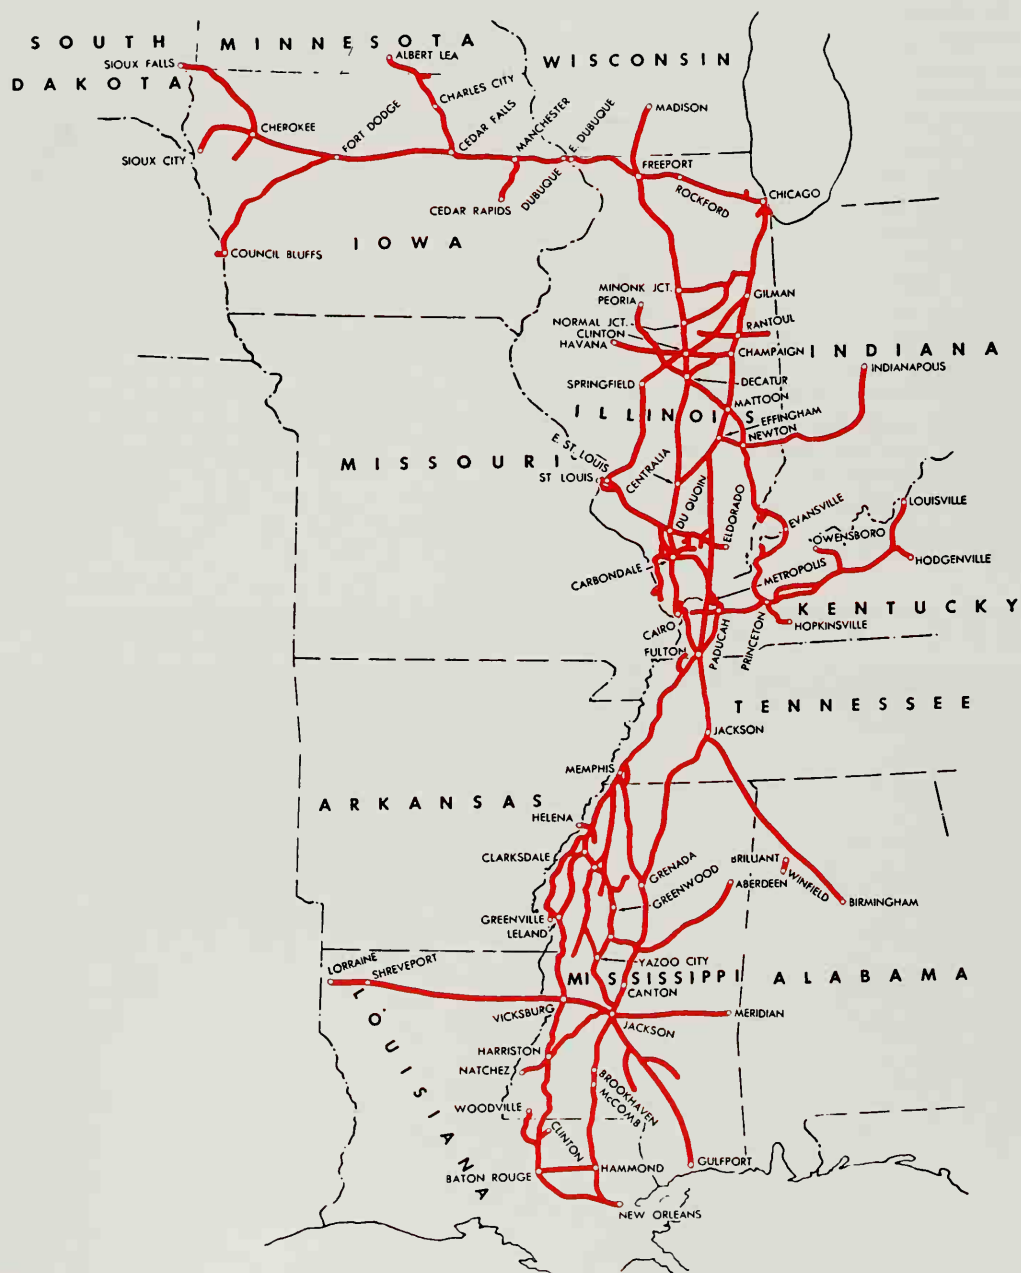 SOUTH MINNESOTA
ALBERT LEA
WISCONSIN
SIOUX FALLS
DAKOTA
CHARLES CITY
MADISON
CHEROKEE
FORT DODGE
CEDAR FALLS
MANCHESTER
E. DUBUQUE
SIOUX CITY
FREEPORT
ROCKFORD
CHICAGO
CEDAR RAPIDS
DUBUQUE
IOWA
COUNCIL BLUFFS
MINONK JCT.
PEORIA
GILMAN
NORMAL JCT.
CLINTON
HAVANA
RANTOUL
CHAMPAIGN
INDIANA
INDIANAPOLIS
SPRINGFIELD
DECATUR
MATTOON
ILLINOIS
EFFINGHAM
NEWTON
MISSOURI
E. ST. LOUIS
ST LOUIS
CENTRALIA
DU QUOIN
ELDORADO
EVANSVILLE
LOUISVILLE
OWENSBORO
CARBONDALE
METROPOLIS
HODGENVILLE
KENTUCKY
CAIRO
HOPKINSVILLE
FULTON
PADUCAH
PRINCETON
TENNESSEE
JACKSON
MEMPHIS
ARKANSAS
HELENA
CLARKSDALE
GRENADA
BRILLIANT
WINFIELD
GREENWOOD
ABERDEEN
BIRMINGHAM
GREENVILLE
LELAND
YAZOO CITY
LORRAINE
SHREVEPORT
MISSISSIPPI
ALABAMA
CANTON
VICKSBURG
MERIDIAN
JACKSON
LOUISIANA
HARRISTON
NATCHEZ
BROOKHAVEN
McCOMB
WOODVILLE
CLINTON
GULFPORT
BATON ROUGE
HAMMOND
NEW ORLEANS